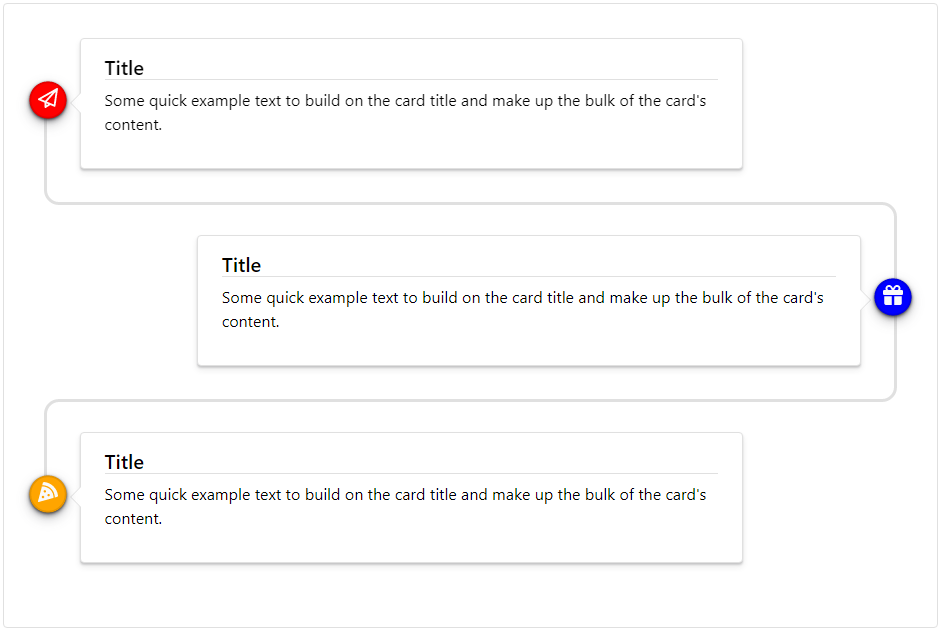 Title
Some quick example text to build on the card title and make up the bulk of the card's
content.
Title
Some quick example text to build on the card title and make up the bulk of the card's
content.
Title
Some quick example text to build on the card title and make up the bulk of the card's
content.